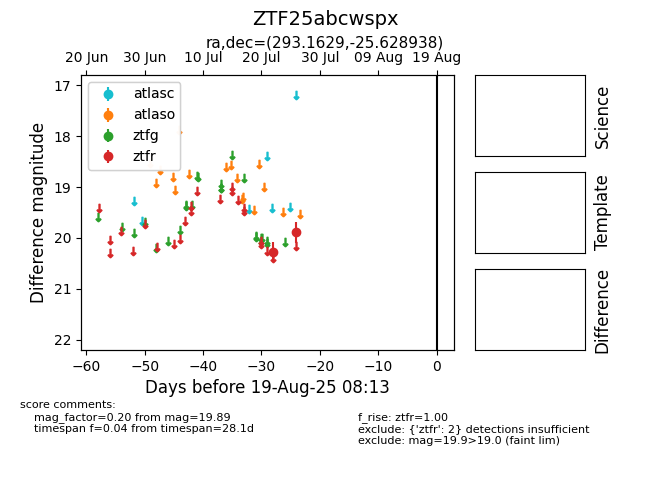 ZTF25abcwspx
ra,dec=(293.1629,-25.628938)
20 Jun 30 Jun 10 Jul 20 Jul 30 Jul 09 Aug 19 Aug
atlasc
atlaso
ztfg
ztfr
17
18
19
20
21
22
Difference magnitude
−60 −50 −40 −30 −20 −10 0
Days before 19-Aug-25 08:13
Science
Template
Difference
score comments:
mag_factor=0.20 from mag=19.89
timespan f=0.04 from timespan=28.1d
f_rise: ztfr=1.00
exclude: {'ztfr': 2} detections insufficient
exclude: mag=19.9>19.0 (faint lim)